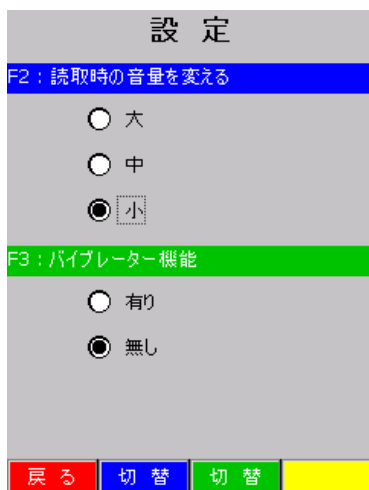 設 定
F2：読取時の音量を変える
大
中
小
F3：バイブレーター機能
有り
無し
戻 る 切 替 切 替